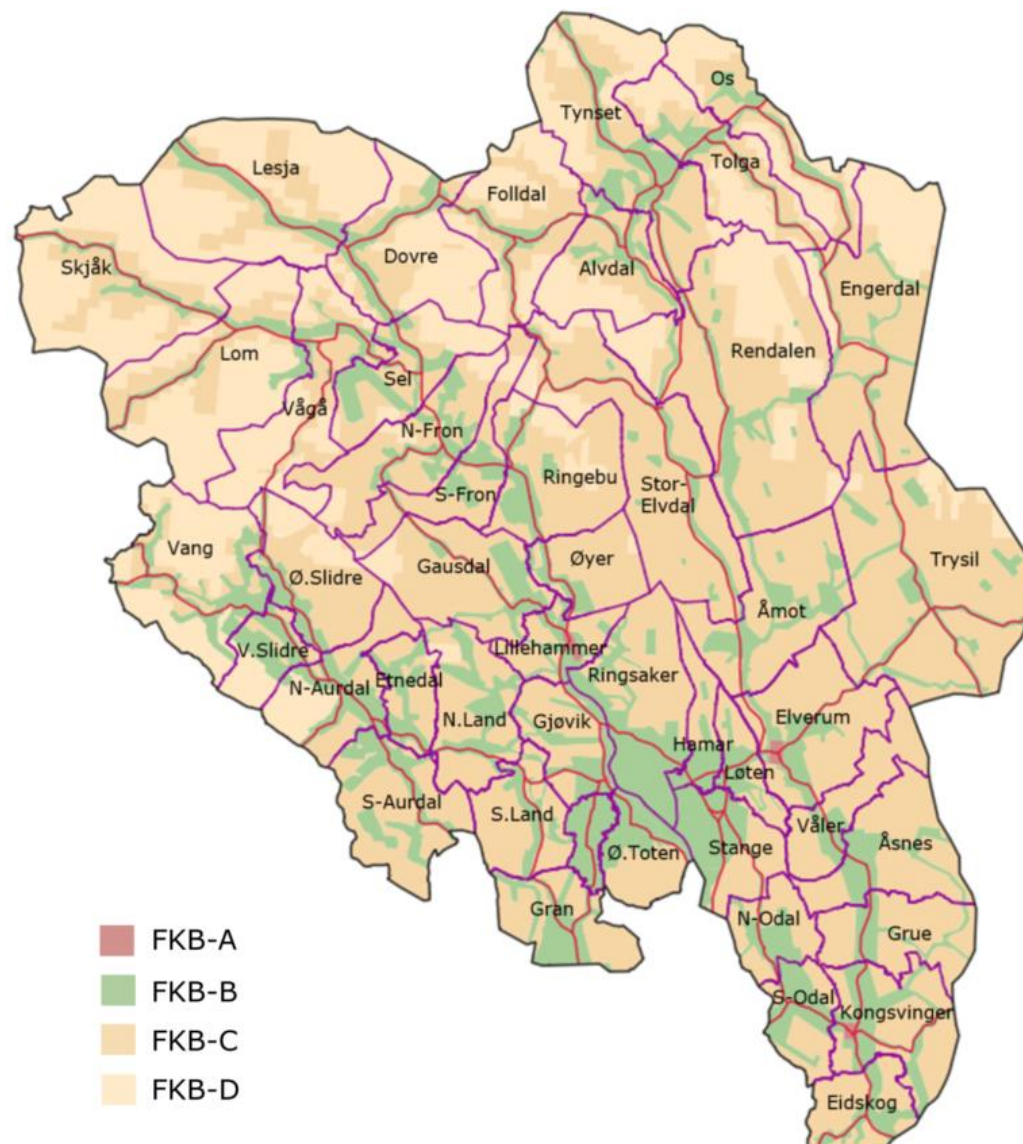 Os
Tynset
Tolga
Lesja
Folldal
Dovre
Alvdal
Skjåk
Engerdal
Rendalen
Lom
Sel
Vågå
N-Fron
Ringebu
S-Fron
Stor-
Elvdal
Vang
Øyer
Trysil
Gausdal
Ø.Slidre
Åmot
Lillehammer
V.Slidre
Etnedal
Ringsaker
N-Aurdal
Elverum
N.Land
Gjøvik
Hamar
Løten
S-Aurdal
S.Land
Våler
Åsnes
Ø.Toten
Stange
Gran
N-Odal
Grue
S-Odal
Kongsvinger
Eidskog
FKB-A
FKB-B
FKB-C
FKB-D